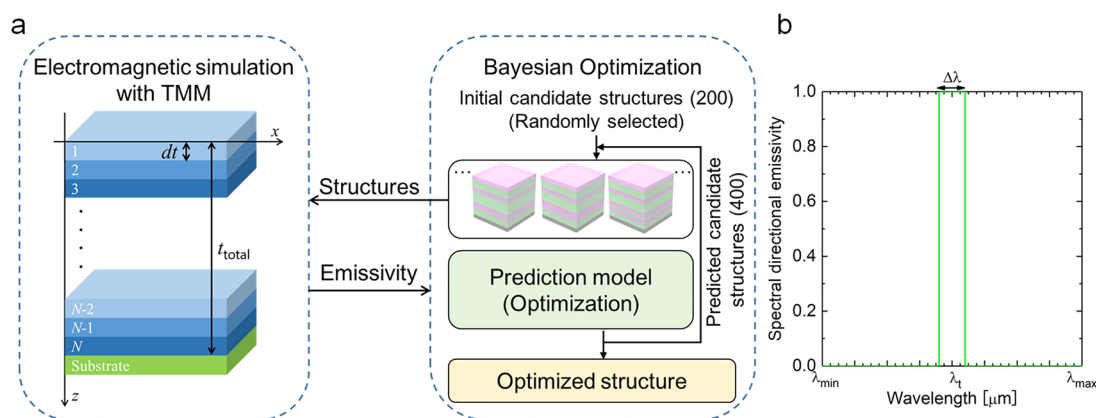 a
Electromagnetic simulation
with TMM
x
1
dt
2
3
t_total
N-2
N-1
N
Substrate
z
Structures
Emissivity
Bayesian Optimization
Initial candidate structures (200)
(Randomly selected)
... ...
Prediction model
(Optimization)
Optimized structure
Predicted candidate
structures (400)
b
Δλ
Spectral directional emissivity
1.0
0.8
0.6
0.4
0.2
0.0
λmin λt λmax
Wavelength [μm]